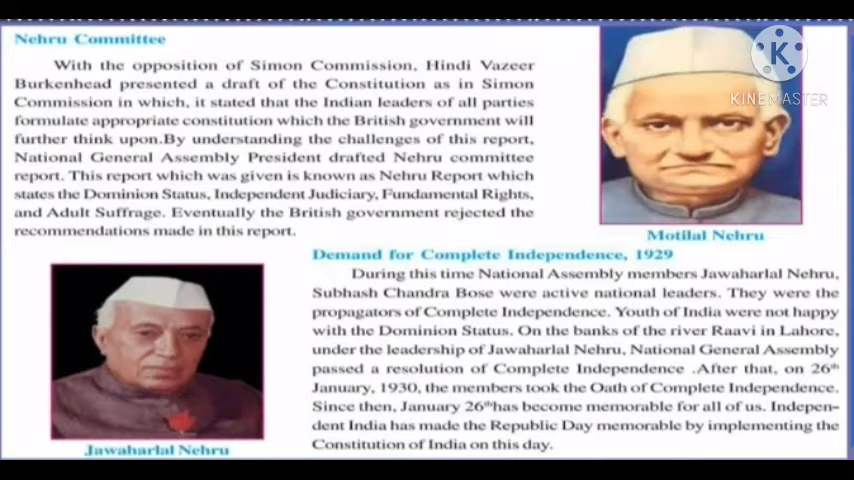 Nehru Committee
With the opposition of Simon Commission, Hindi Vazeer
Burkenhead presented a draft of the Constitution as in Simon
Commission in which, it stated that the Indian leaders of all parties
formulate appropriate constitution which the British government will
further think upon.By understanding the challenges of this report,
National General Assembly President drafted Nehru committee
report. This report which was given is known as Nehru Report which
states the Dominion Status, Independent Judiciary, Fundamental Rights,
and Adult Suffrage. Eventually the British government rejected the
recommendations made in this report.
K
KINEMASTER
Motilal Nehru
Demand for Complete Independence, 1929
During this time National Assembly members Jawaharlal Nehru,
Subhash Chandra Bose were active national leaders. They were the
propagators of Complete Independence. Youth of India were not happy
with the Dominion Status. On the banks of the river Raavi in Lahore,
under the leadership of Jawaharlal Nehru, National General Assembly
passed a resolution of Complete Independence .After that, on 26th
January, 1930, the members took the Oath of Complete Independence.
Since then, January 26th has become memorable for all of us. Indepen-
dent India has made the Republic Day memorable by implementing the
Constitution of India on this day.
Jawaharlal Nehru